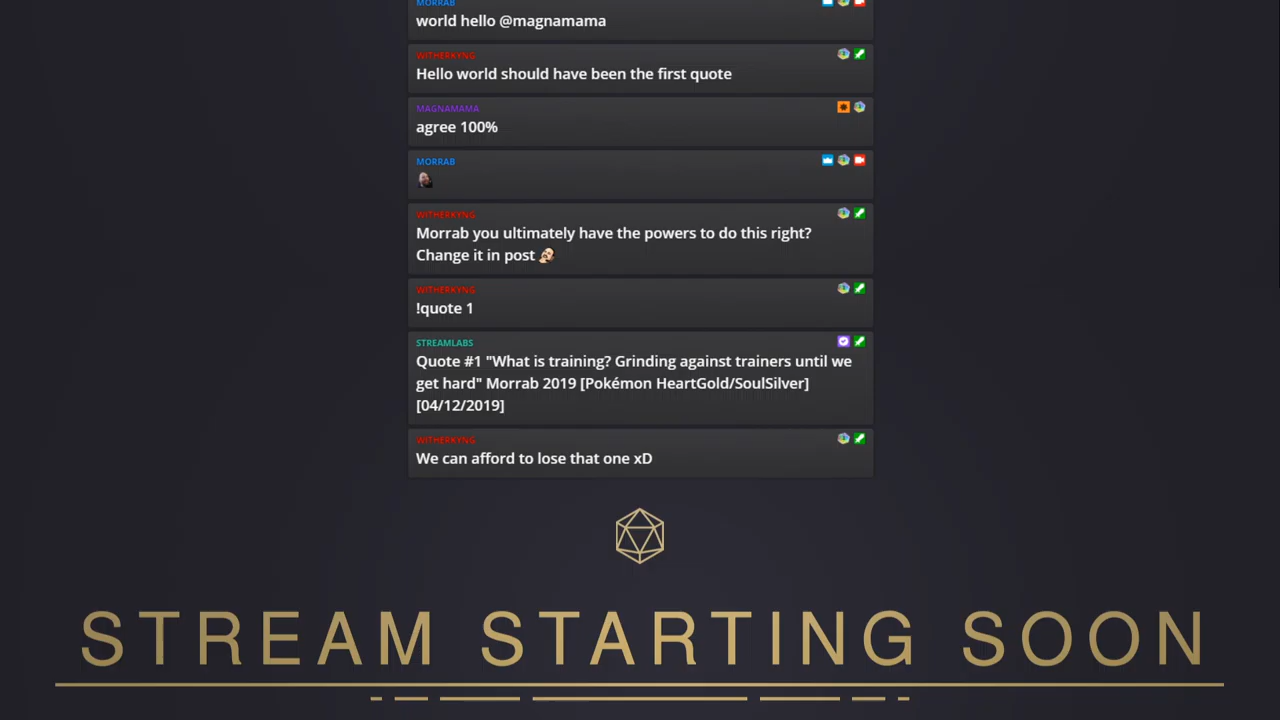 MORRAB
world hello @magnamama
WITHERKYNG
Hello world should have been the first quote
MAGNAMAMA
agree 100%
MORRAB
WITHERKYNG
Morrab you ultimately have the powers to do this right?
Change it in post
WITHERKYNG
!quote 1
STREAMLABS
Quote #1 "What is training? Grinding against trainers until we
get hard" Morrab 2019 [Pokémon HeartGold/SoulSilver]
[04/12/2019]
WITHERKYNG
We can afford to lose that one xD
STREAM STARTING SOON